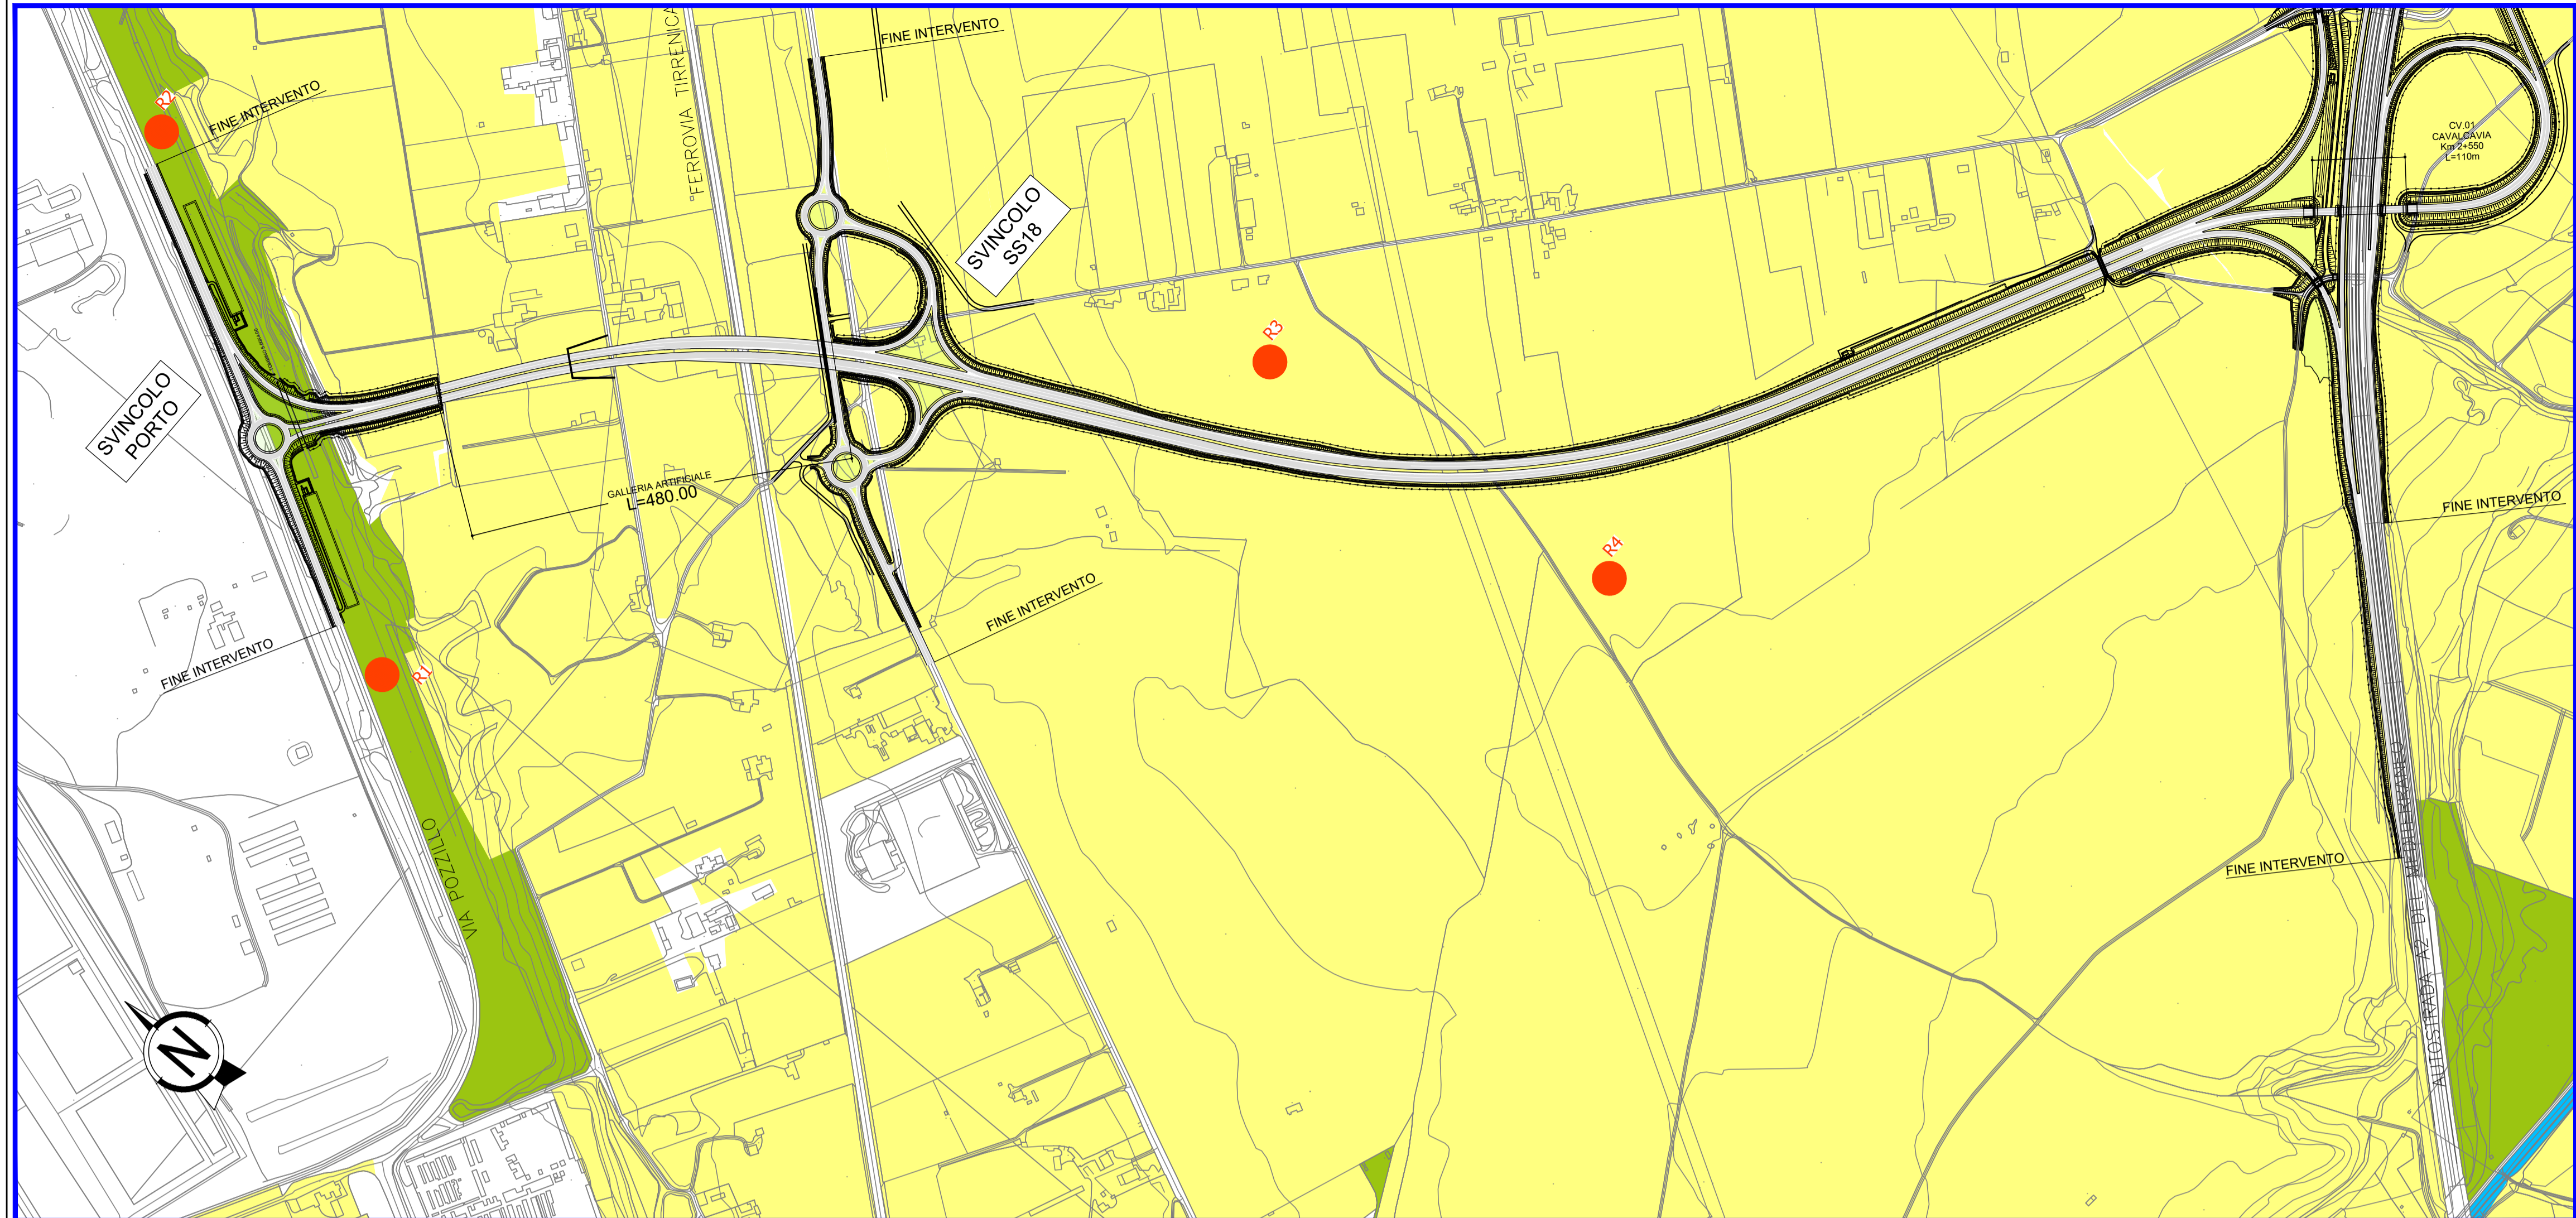 FINE INTERVENTO
FERROVIA TIRRENICA
R2
FINE INTERVENTO
CV.01
CAVALCAVIA
Km 2+550
L=110m
SVINCOLO
SS18
R3
SVINCOLO
PORTO
GALLERIA ARTIFICIALE
L=480.00
FINE INTERVENTO
R4
FINE INTERVENTO
FINE INTERVENTO
R1
VIA POZZILLO
FINE INTERVENTO
AUTOSTRADA A2 DEL MEDITERRANEO
N